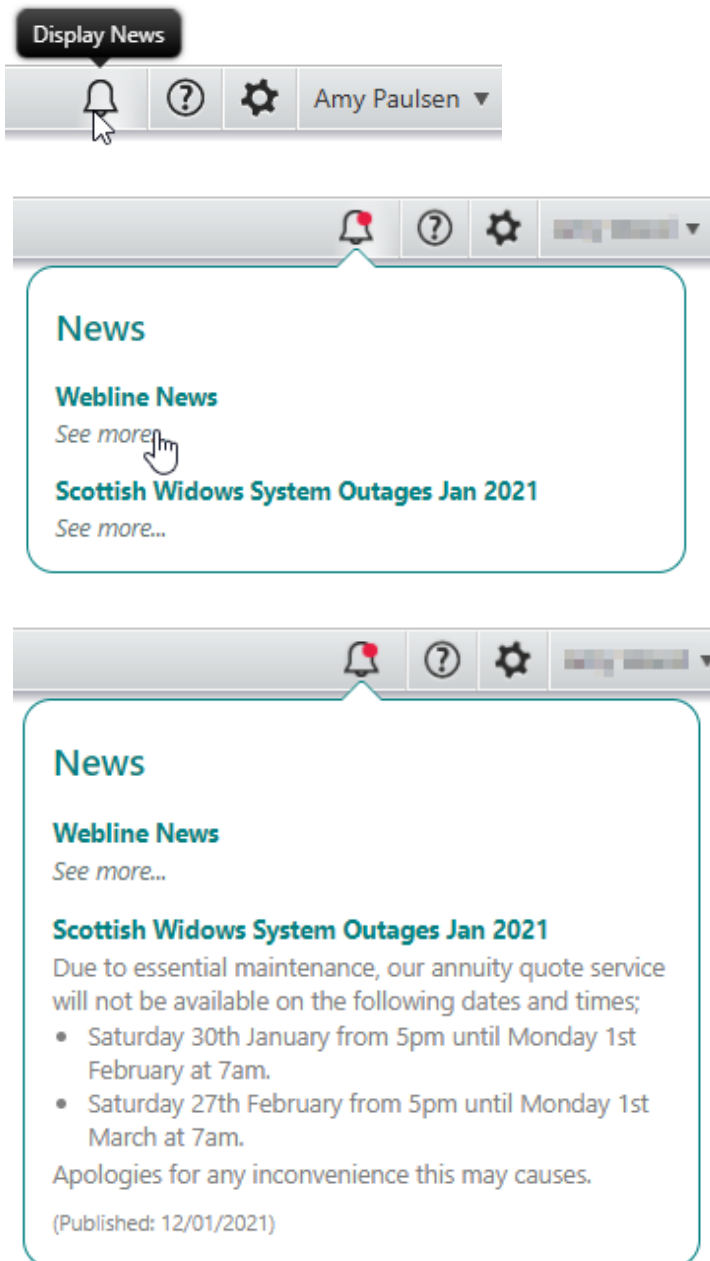 Display News
Amy Paulsen
News
Webline News
See more...
Scottish Widows System Outages Jan 2021
See more...
News
Webline News
See more...
Scottish Widows System Outages Jan 2021
Due to essential maintenance, our annuity quote service
will not be available on the following dates and times;
• Saturday 30th January from 5pm until Monday 1st
February at 7am.
• Saturday 27th February from 5pm until Monday 1st
March at 7am.
Apologies for any inconvenience this may causes.
(Published: 12/01/2021)